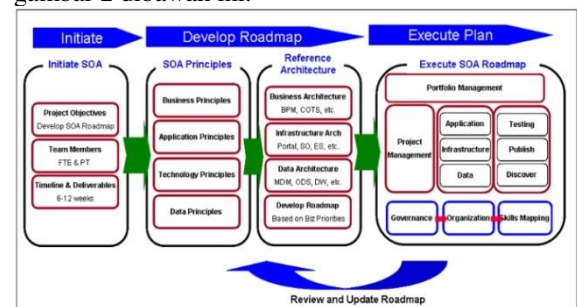 gambar 2 dibawah ini.
Initiate
Develop Roadmap
Execute Plan
Initiate SOA
Project Objectives
Develop SOA Roadmap
Team Members
FTE & PT
Timeline & Deliverables
6-12 weeks
SOA Principles
Business Principles
Application Principles
Technology Principles
Data Principles
Reference
Architecture
Business Architecture
BPM, COTS, etc.
Infrastructure Arch
Portal, SO, ES, etc.
Data Architecture
MDM, ODS, DW, etc.
Develop Roadmap
Based on Biz Priorities
Execute SOA Roadmap
Portfolio Management
Project
Management
Application
Infrastructure
Data
Testing
Publish
Discover
Governance
Organization
Skills Mapping
Review and Update Roadmap